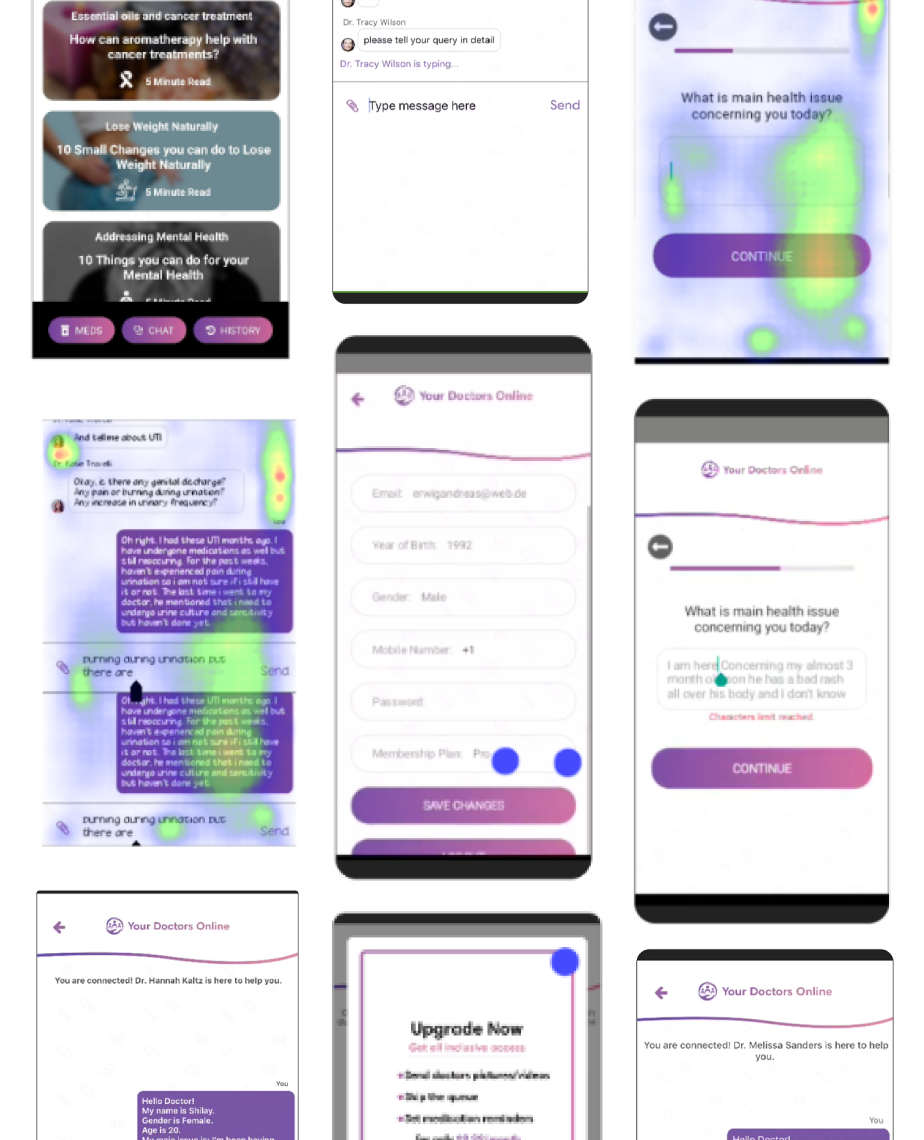 Essential oils and cancer treatment
How can aromatherapy help with
cancer treatments?
5 Minute Read
Lose Weight Naturally
10 Small Changes you can do to Lose
Weight Naturally
5 Minute Read
Addressing Mental Health
10 Things you can do for your
Mental Health
5 Minute Read
MEDS
CHAT
HISTORY
And tellme about UTI
Okay, is there any genital discharge?
Any pain or burning during urination?
Any increase in urinary frequency?
You
Oh right. I had these UTI months ago. I
have undergone medications as well but
still reoccuring. For the past weeks,
haven't experienced pain during
urination so i am not sure if i still have
it or not. The last time i went to my
doctor, he mentioned that i need to
undergo urine culture and sensitivity
but haven't done yet.
burning during urination but
there are
Send
Oh right. I had these UTI months ago. I
have undergone medications as well but
still reoccuring. For the past weeks,
haven't experienced pain during
urination so i am not sure if i still have
it or not. The last time i went to my
doctor, he mentioned that i need to
undergo urine culture and sensitivity
but haven't done yet.
burning during urination but
there are
Send
Your Doctors Online
You are connected! Dr. Hannah Kaltz is here to help you.
You
Hello Doctor!
My name is Shilay.
Gender is Female.
Age is 20.
My main issue is: I'm been having
Dr. Tracy Wilson
please tell your query in detail
Dr. Tracy Wilson is typing...
Type message here
Send
Your Doctors Online
Email: erwigandreas@web.de
Year of Birth: 1992
Gender: Male
Mobile Number: +1
Password:
Membership Plan: Pro
SAVE CHANGES
LOG OUT
Upgrade Now
Get all inclusive access
Send doctors pictures/videos
Skip the queue
Get medication reminders
What is main health issue
concerning you today?
CONTINUE
Your Doctors Online
What is main health issue
concerning you today?
I am here Concerning my almost 3
month old son he has a bad rash
all over his body and I don't know
Characters limit reached.
CONTINUE
Your Doctors Online
You are connected! Dr. Melissa Sanders is here to help
you.
You
Hello Doctor!